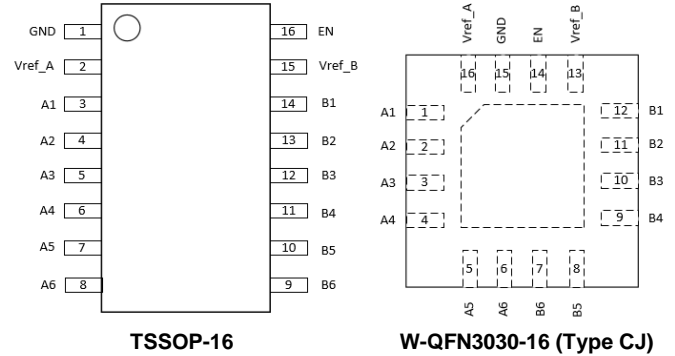 GND 1 16 EN
Vref_A 2 15 Vref_B
A1 3 14 B1
A2 4 13 B2
A3 5 12 B3
A4 6 11 B4
A5 7 10 B5
A6 8 9 B6
TSSOP-16
Vref_A GND EN Vref_B
16 15 14 13
A1 1 12 B1
A2 2 11 B2
A3 3 10 B3
A4 4 9 B4
5 6 7 8
A5 A6 B6 B5
W-QFN3030-16 (Type CJ)